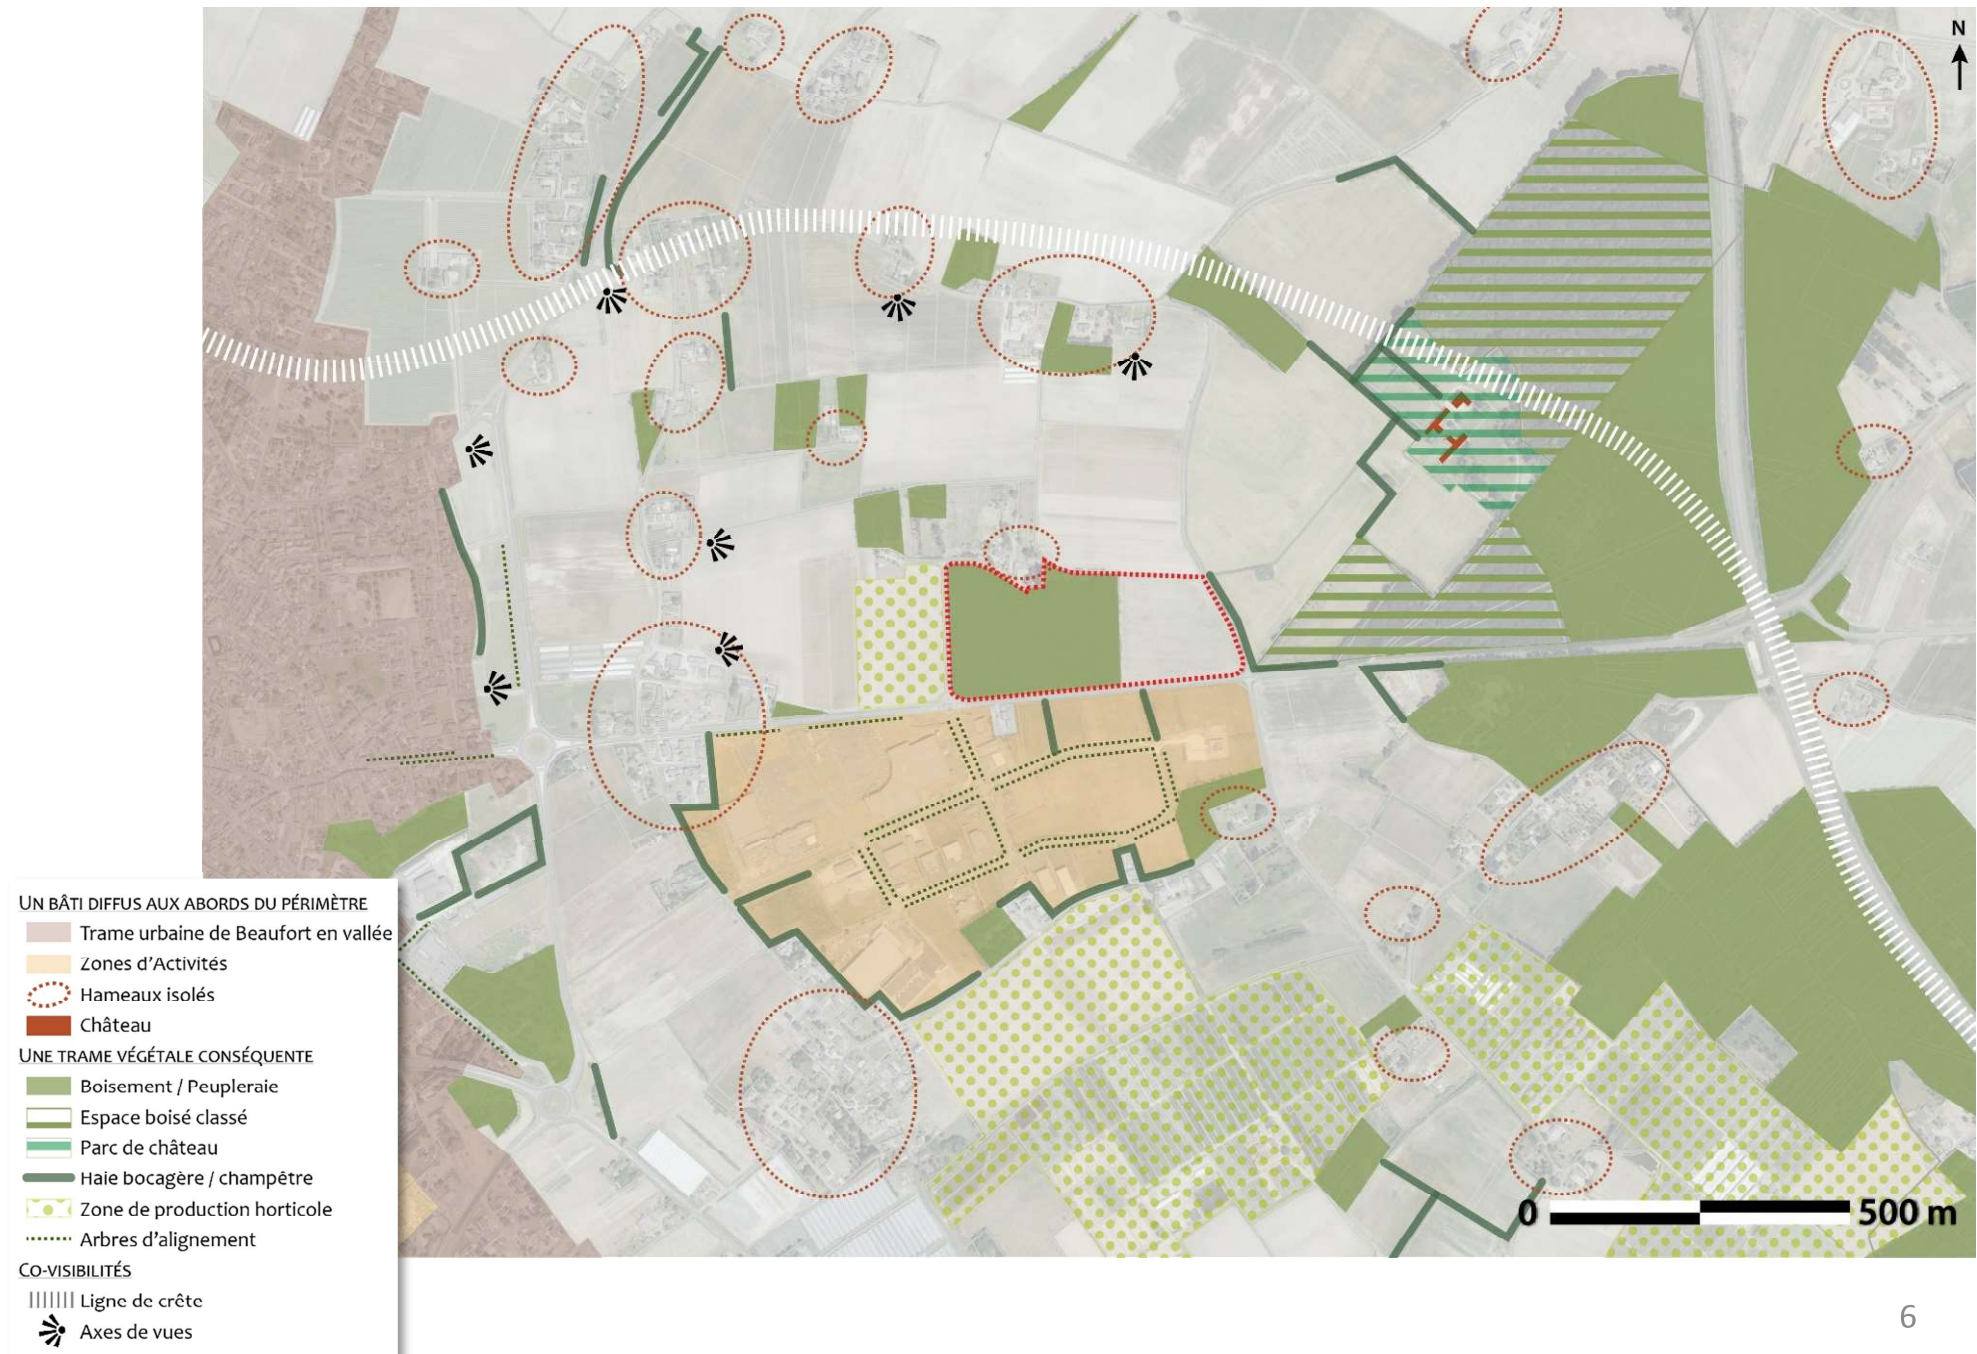 N
UN BÂTI DIFFUS AUX ABORDS DU PÉRIMÈTRE
Trame urbaine de Beaufort en vallée
Zones d'Activités
Hameaux isolés
Château
UNE TRAME VÉGÉTALE CONSÉQUENTE
Boisement / Peupleraie
Espace boisé classé
Parc de château
Haie bocagère / champêtre
Zone de production horticole
Arbres d'alignement
CO-VISIBILITÉS
Ligne de crête
Axes de vues
0 500 m
6